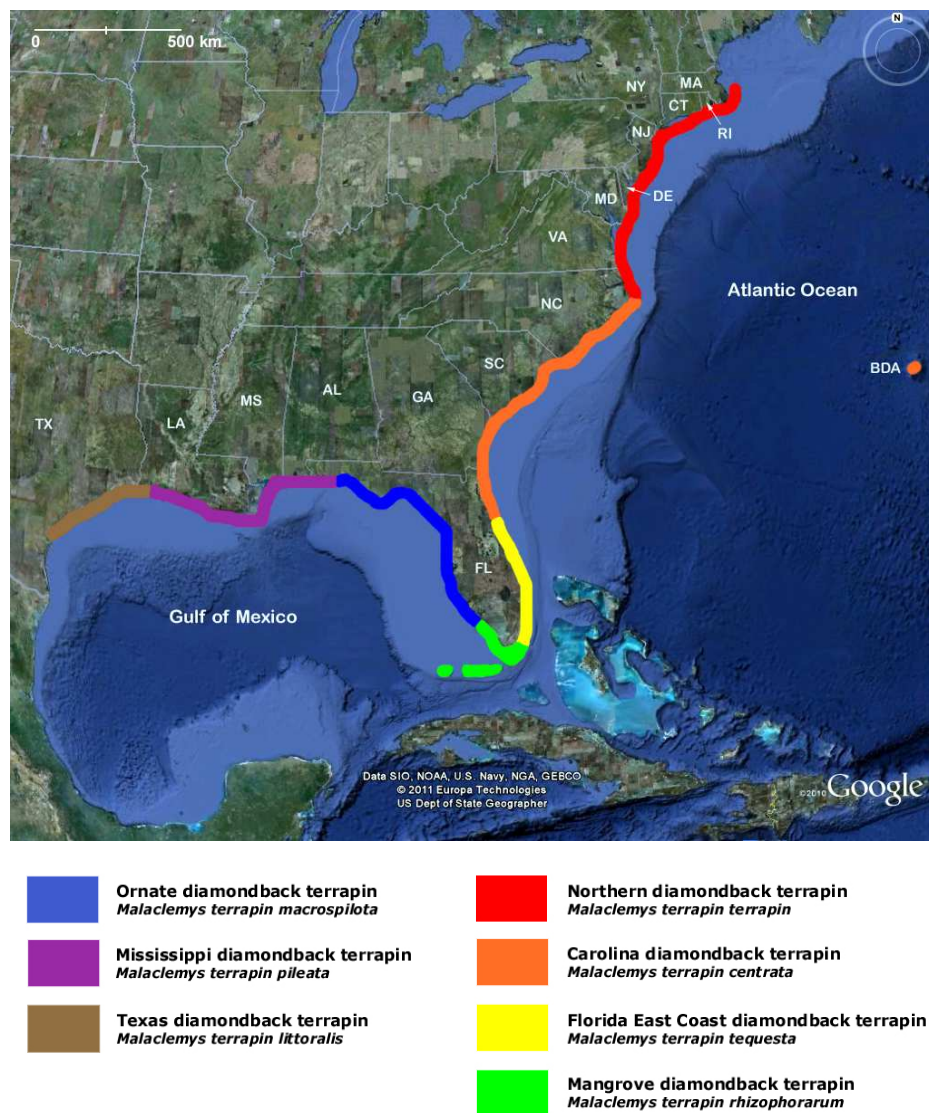 N
0 500 km
NY MA
CT
NJ RI
MD DE
VA
NC
Atlantic Ocean
SC
BDA
AL
MS GA
TX LA
FL
Gulf of Mexico
Data SIO, NOAA, U.S. Navy, NGA, GEBCO
© 2011 Europa Technologies
US Dept of State Geographer
©2010 Google
Ornate diamondback terrapin
Malaclemys terrapin macrospilota
Mississippi diamondback terrapin
Malaclemys terrapin pileata
Texas diamondback terrapin
Malaclemys terrapin littoralis
Northern diamondback terrapin
Malaclemys terrapin terrapin
Carolina diamondback terrapin
Malaclemys terrapin centrata
Florida East Coast diamondback terrapin
Malaclemys terrapin tequesta
Mangrove diamondback terrapin
Malaclemys terrapin rhizophorarum